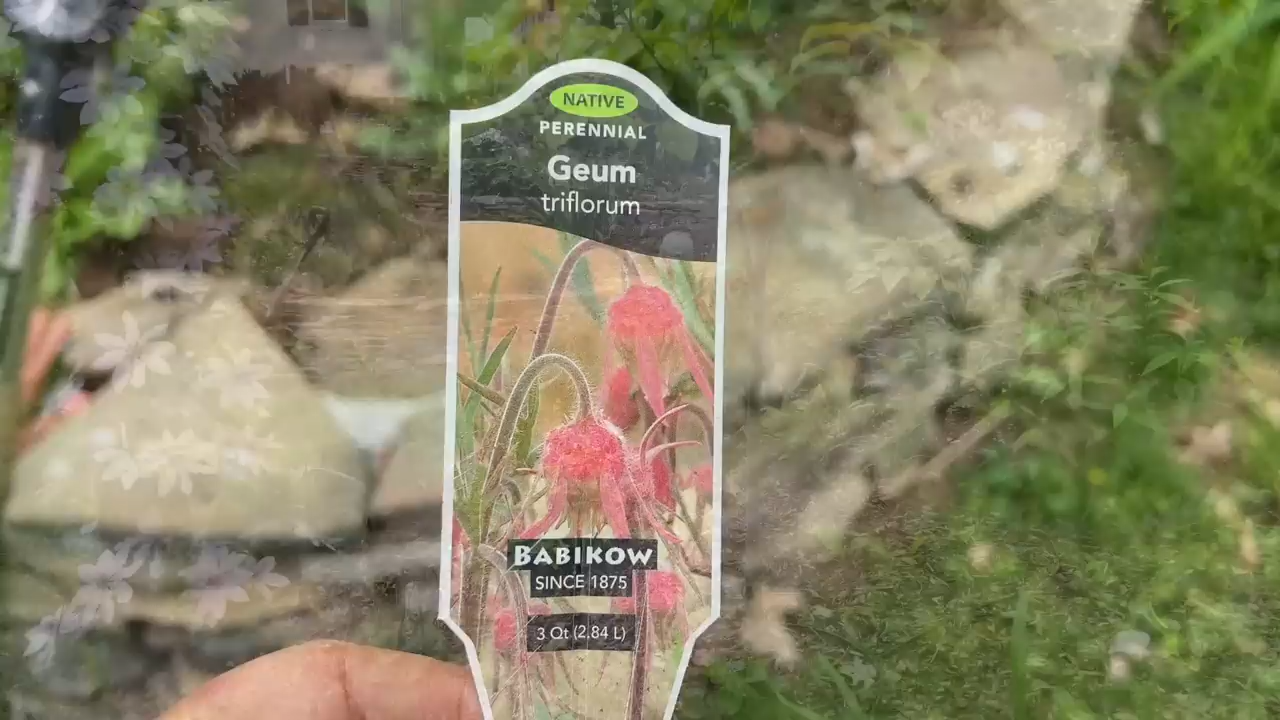 NATIVE
PERENNIAL
Geum
triflorum
BABIKOW
SINCE 1875
3 Qt (2.84 L)